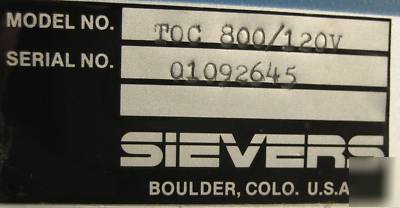 MODEL NO. TOC 800/120V
SERIAL NO. 01092645
SIEVERS
BOULDER, COLO. U.S.A